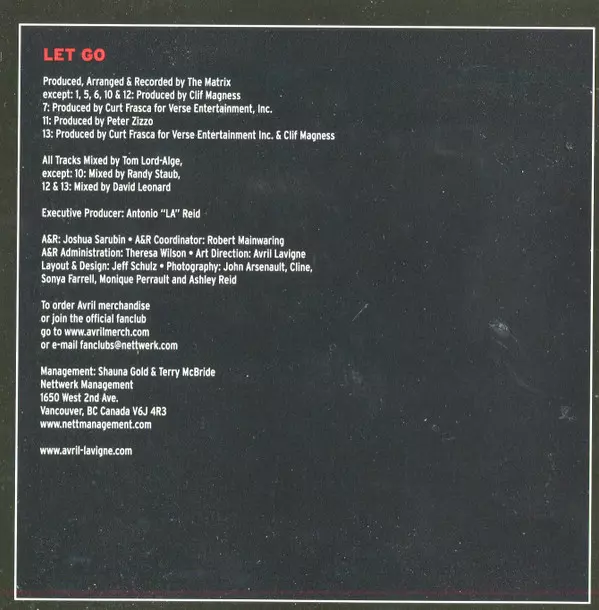 LET GO
Produced, Arranged & Recorded by The Matrix
except: 1, 5, 6, 10 & 12: Produced by Clif Magness
7: Produced by Curt Frasca for Verse Entertainment, Inc.
11: Produced by Peter Zizzo
13: Produced by Curt Frasca for Verse Entertainment Inc. & Clif Magness
All Tracks Mixed by Tom Lord-Alge,
except: 10: Mixed by Randy Staub,
12 & 13: Mixed by David Leonard
Executive Producer: Antonio "LA" Reid
A&R: Joshua Sarubin • A&R Coordinator: Robert Mainwaring
A&R Administration: Theresa Wilson • Art Direction: Avril Lavigne
Layout & Design: Jeff Schulz • Photography: John Arsenault, Cline,
Sonya Farrell, Monique Perrault and Ashley Reid
To order Avril merchandise
or join the official fanclub
go to www.avrilmerch.com
or e-mail fanclubs@nettwerk.com
Management: Shauna Gold & Terry McBride
Nettwerk Management
1650 West 2nd Ave.
Vancouver, BC Canada V6J 4R3
www.nettmanagement.com
www.avril-lavigne.com